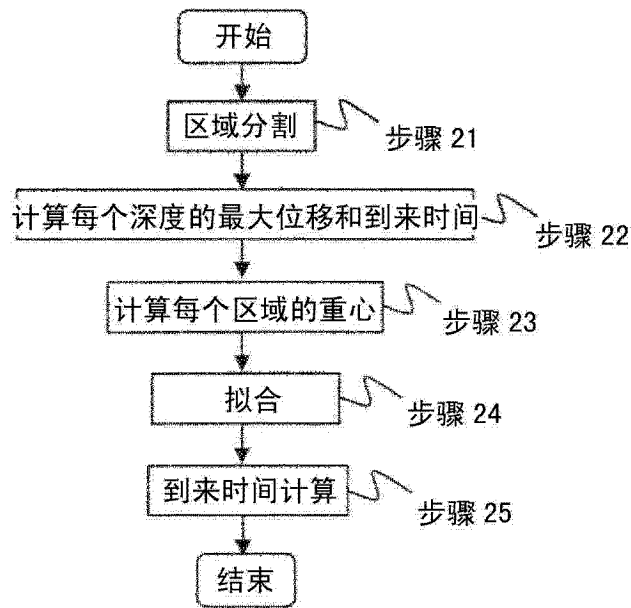 开始
区域分割
步骤 21
计算每个深度的最大位移和到来时间
步骤 22
计算每个区域的重心
步骤 23
拟合
步骤 24
到来时间计算
步骤 25
结束